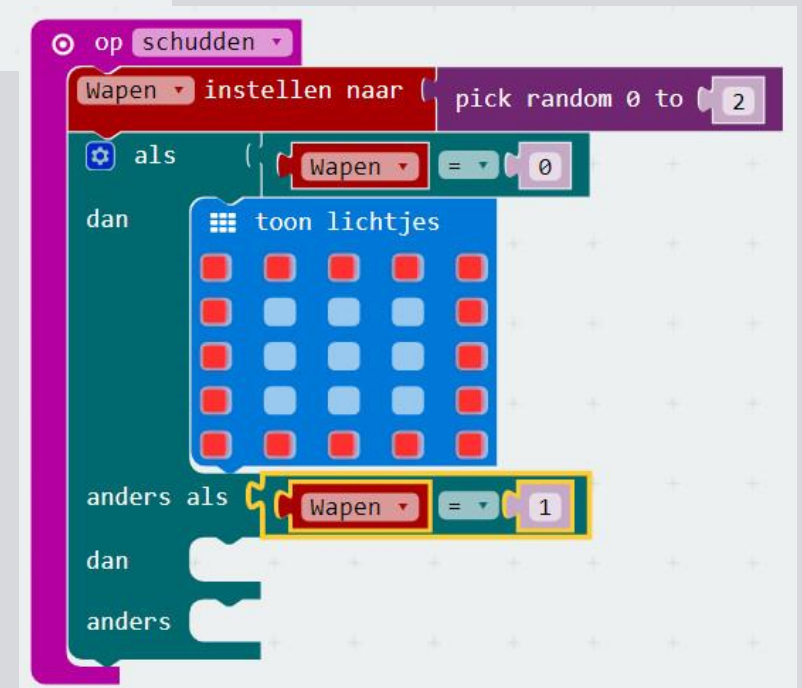 op schudden
Wapen instellen naar pick random 0 to 2
als Wapen = 0
dan toon lichtjes
anders als Wapen = 1
dan
anders